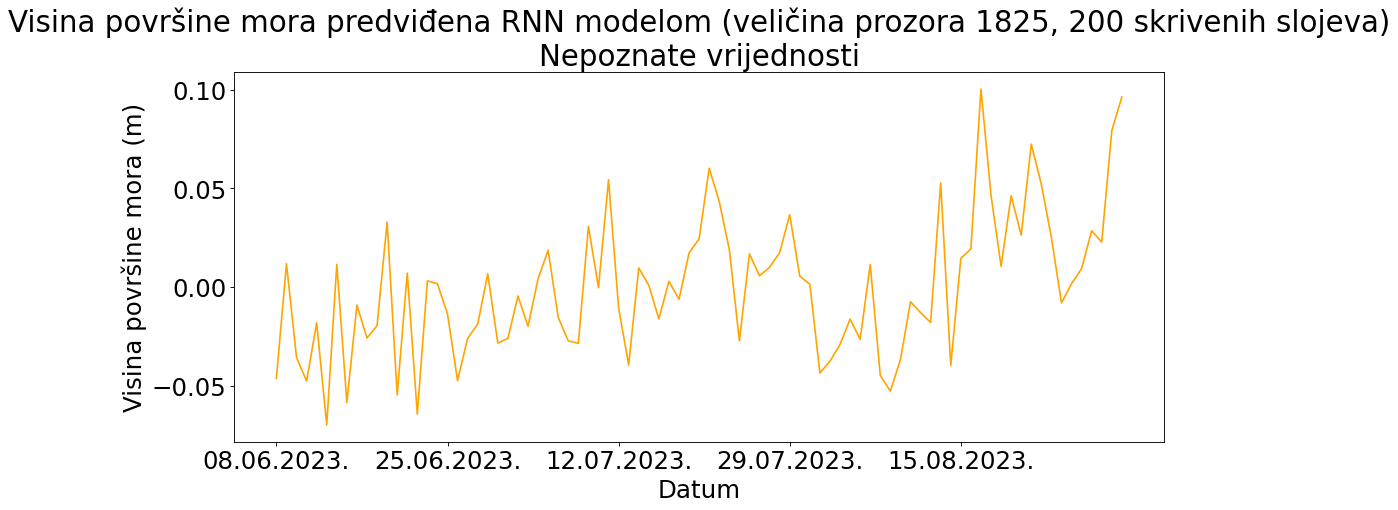 Visina površine mora predviđena RNN modelom (veličina prozora 1825, 200 skrivenih slojeva)
Nepoznate vrijednosti
Visina površine mora (m)
0.10
0.05
0.00
−0.05
08.06.2023. 25.06.2023. 12.07.2023. 29.07.2023. 15.08.2023.
Datum